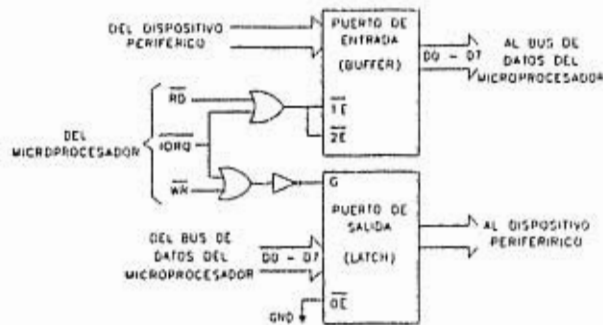 DEL DISPOSITIVO
PERIFERICO
PUERTO DE
ENTRADA
(BUFFER)
D0 - D7
AL BUS DE
DATOS DEL
MICROPROCESADOR
RD
1E
2E
DEL
MICROPROCESADOR
IORQ
WR
G
PUERTO DE
SALIDA
(LATCH)
AL DISPOSITIVO
PERIFERIRICO
DEL BUS DE
DATOS DEL
MICROPROCESADOR
D0 - D7
OE
GND